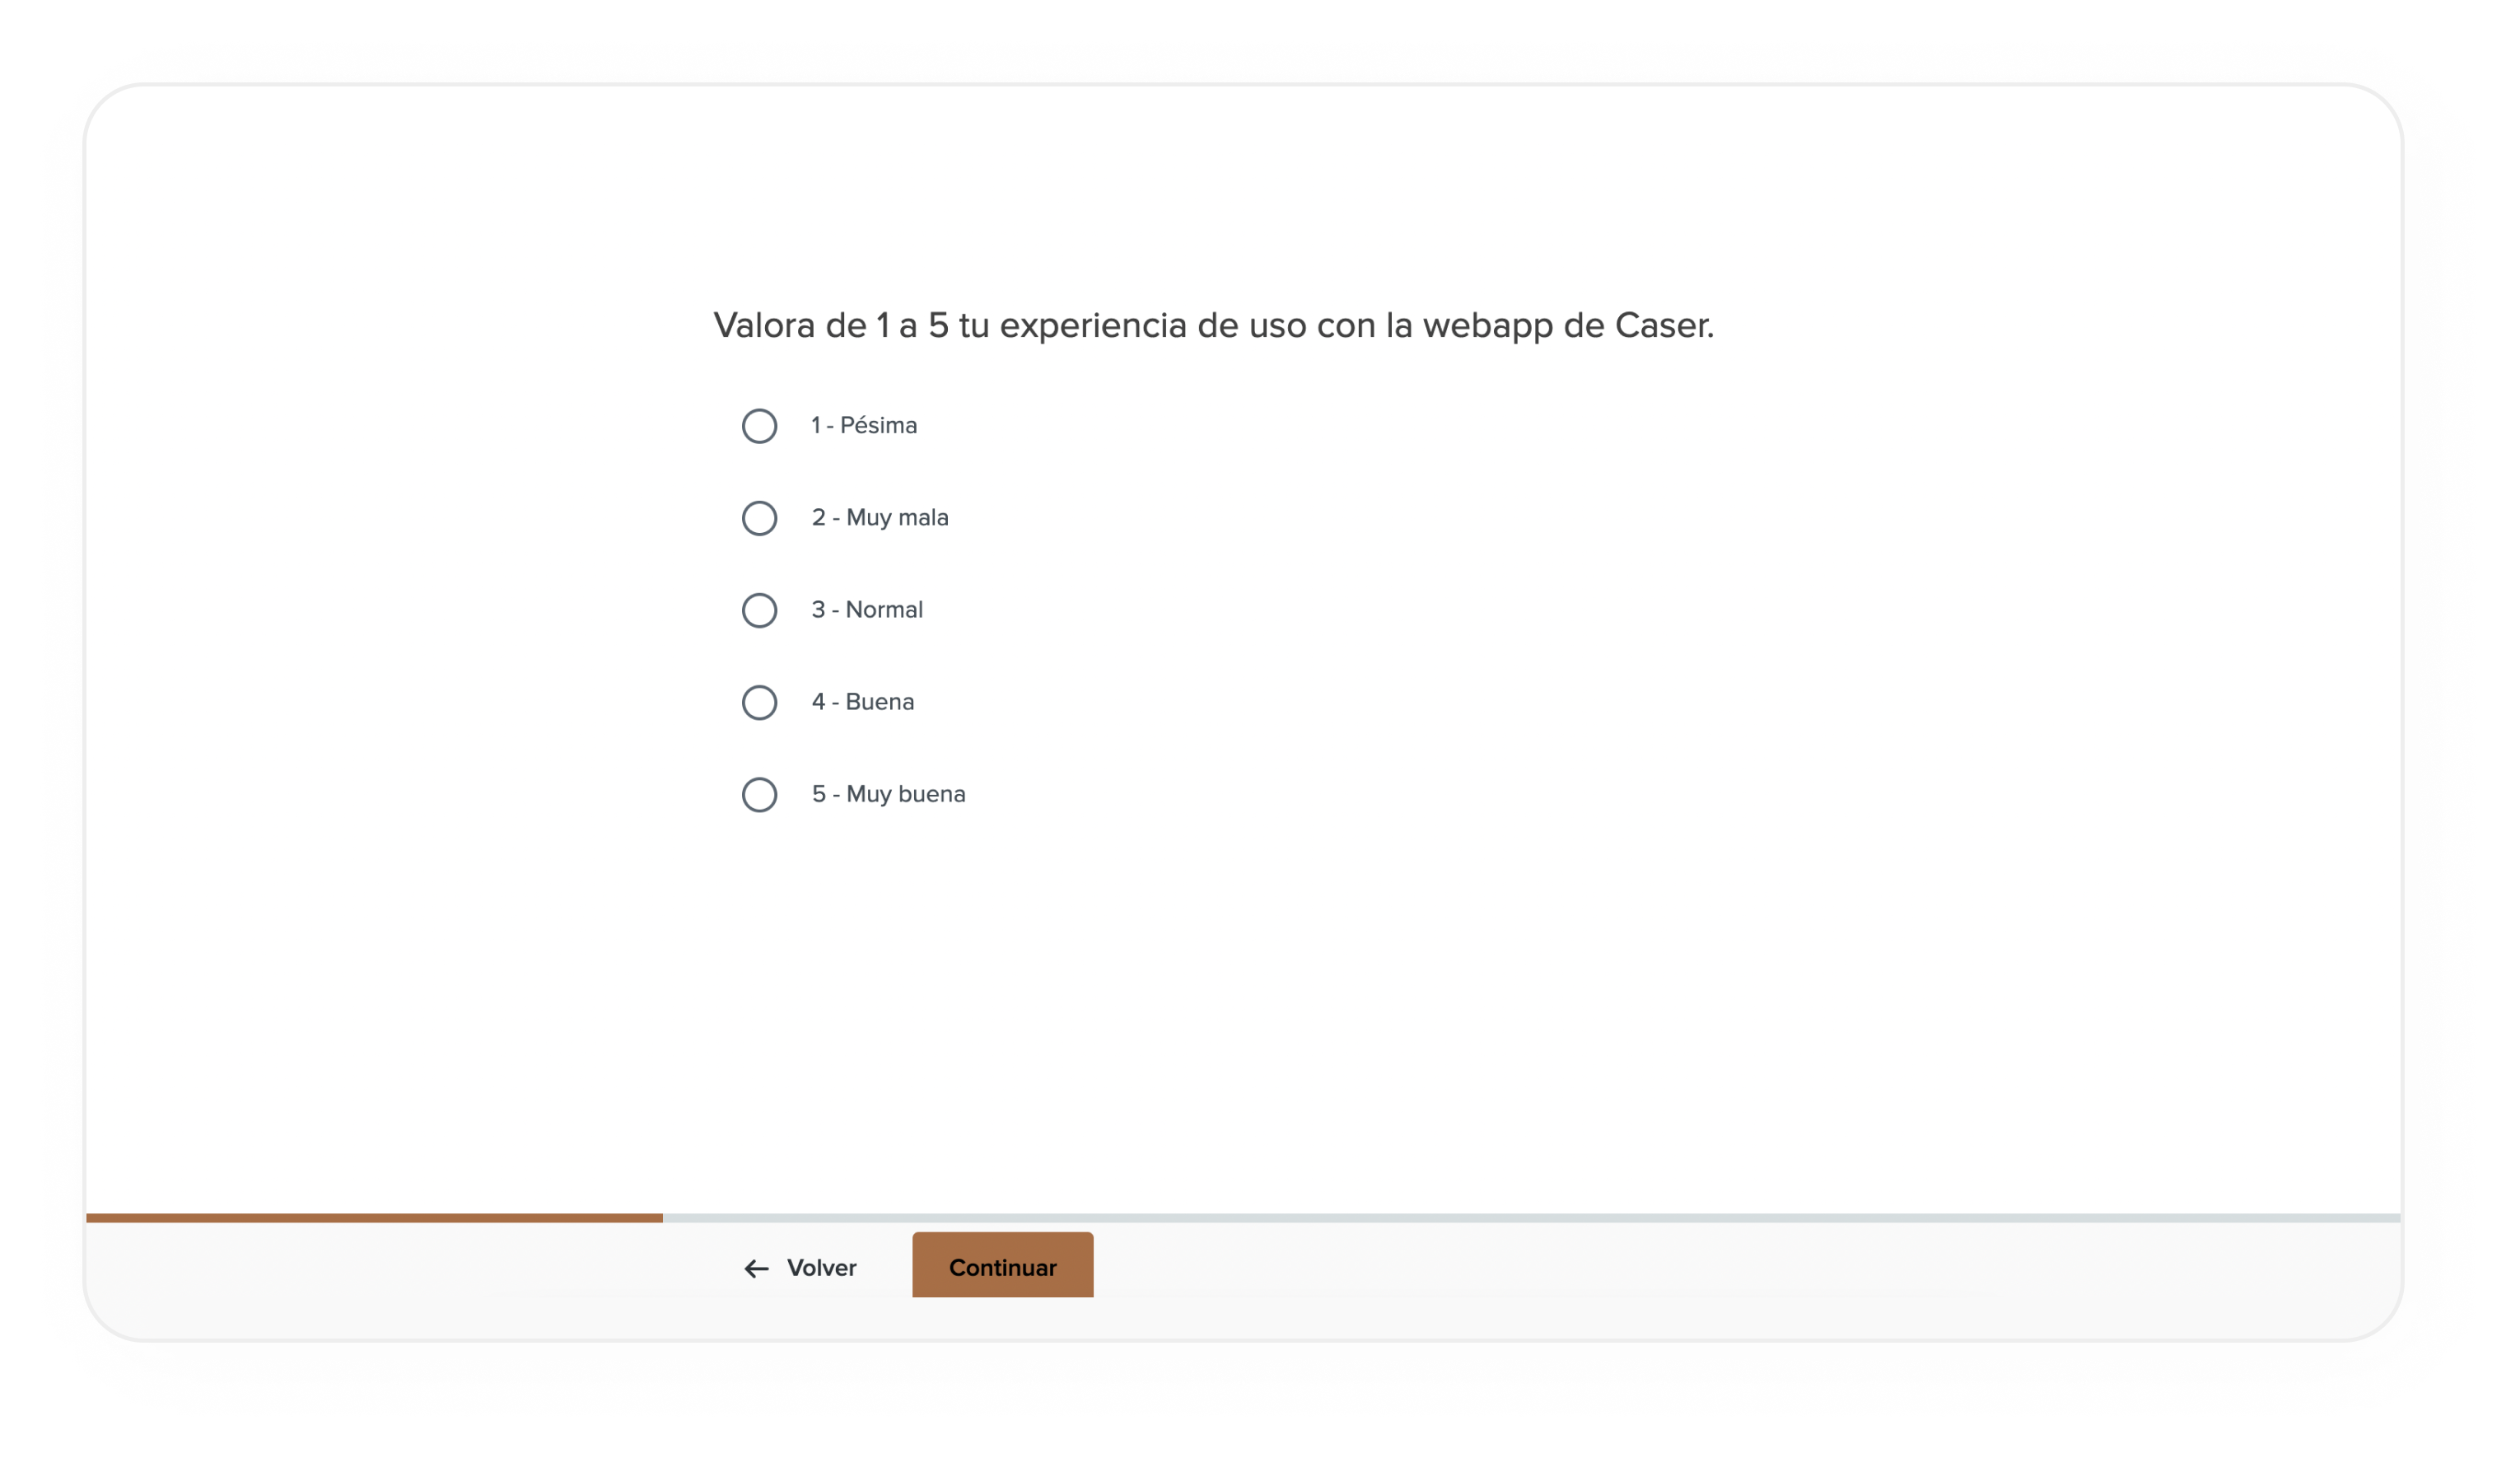 Valora de 1 a 5 tu experiencia de uso con la webapp de Caser.
1 - Pésima
2 - Muy mala
3 - Normal
4 - Buena
5 - Muy buena
← Volver
Continuar